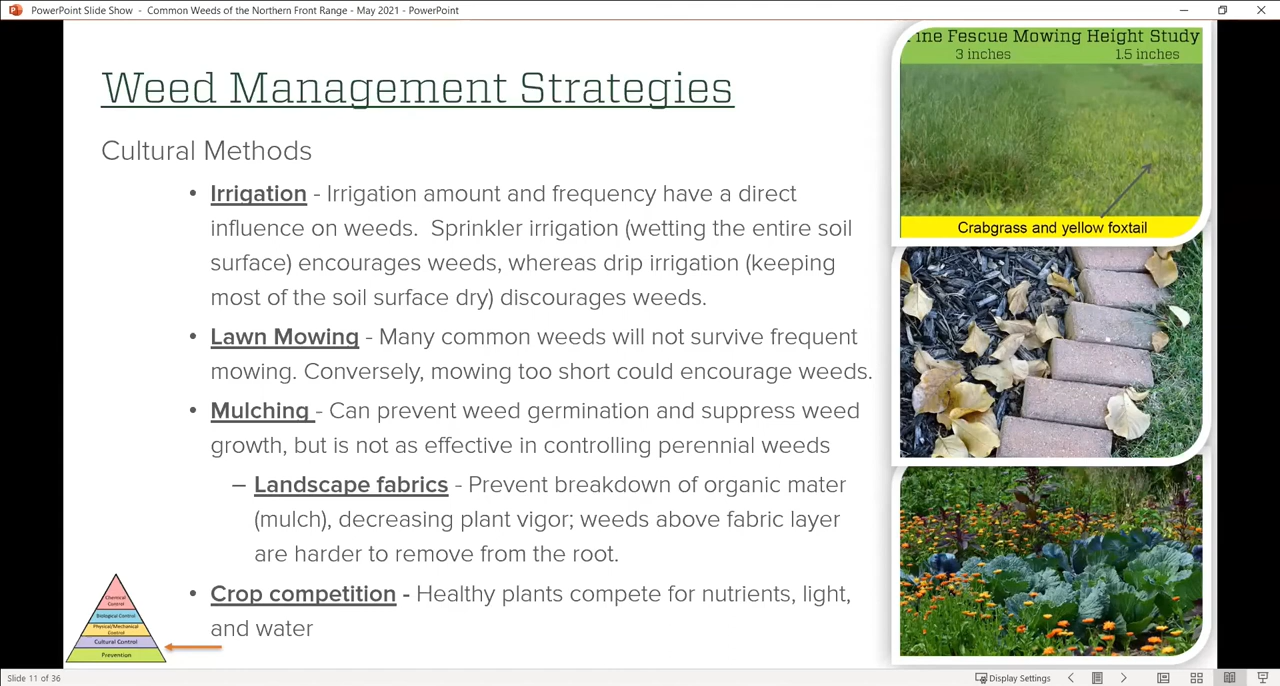 PowerPoint Slide Show - Common Weeds of the Northern Front Range - May 2021 - PowerPoint
Weed Management Strategies
Cultural Methods
• Irrigation - Irrigation amount and frequency have a direct
influence on weeds. Sprinkler irrigation (wetting the entire soil
surface) encourages weeds, whereas drip irrigation (keeping
most of the soil surface dry) discourages weeds.
• Lawn Mowing - Many common weeds will not survive frequent
mowing. Conversely, mowing too short could encourage weeds.
• Mulching - Can prevent weed germination and suppress weed
growth, but is not as effective in controlling perennial weeds
– Landscape fabrics - Prevent breakdown of organic mater
(mulch), decreasing plant vigor; weeds above fabric layer
are harder to remove from the root.
• Crop competition - Healthy plants compete for nutrients, light,
and water
Fescue Mowing Height Study
3 inches 1.5 inches
Crabgrass and yellow foxtail
Chemical
Control
Biological Control
Physical/Mechanical
Control
Cultural Control
Prevention
Slide 11 of 36
Display Settings